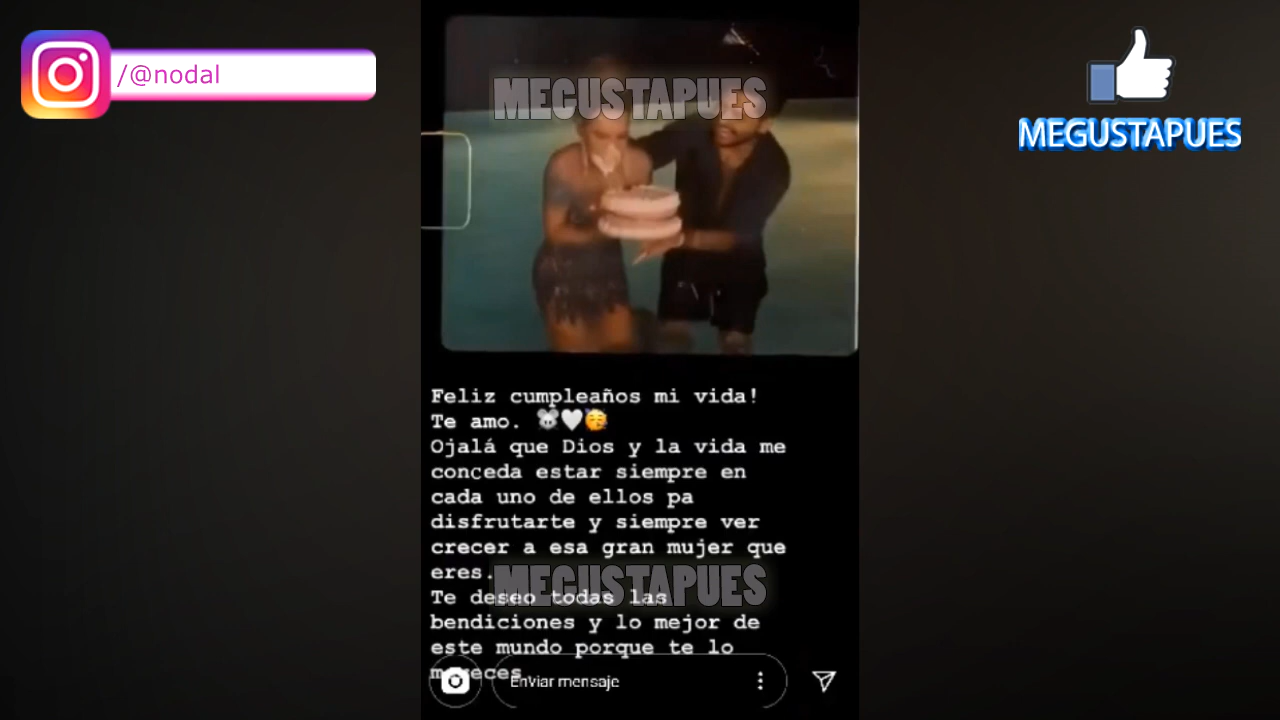 /@nodal
MEGUSTAPUES
MEGUSTAPUES
Feliz cumpleaños mi vida!
Te amo. 🐭🤍🥳
Ojalá que Dios y la vida me
conceda estar siempre en
cada uno de ellos pa
disfrutarte y siempre ver
crecer a esa gran mujer que
eres.
MEGUSTAPUES
Te deseo todas las
bendiciones y lo mejor de
este mundo porque te lo
mereces.
Enviar mensaje